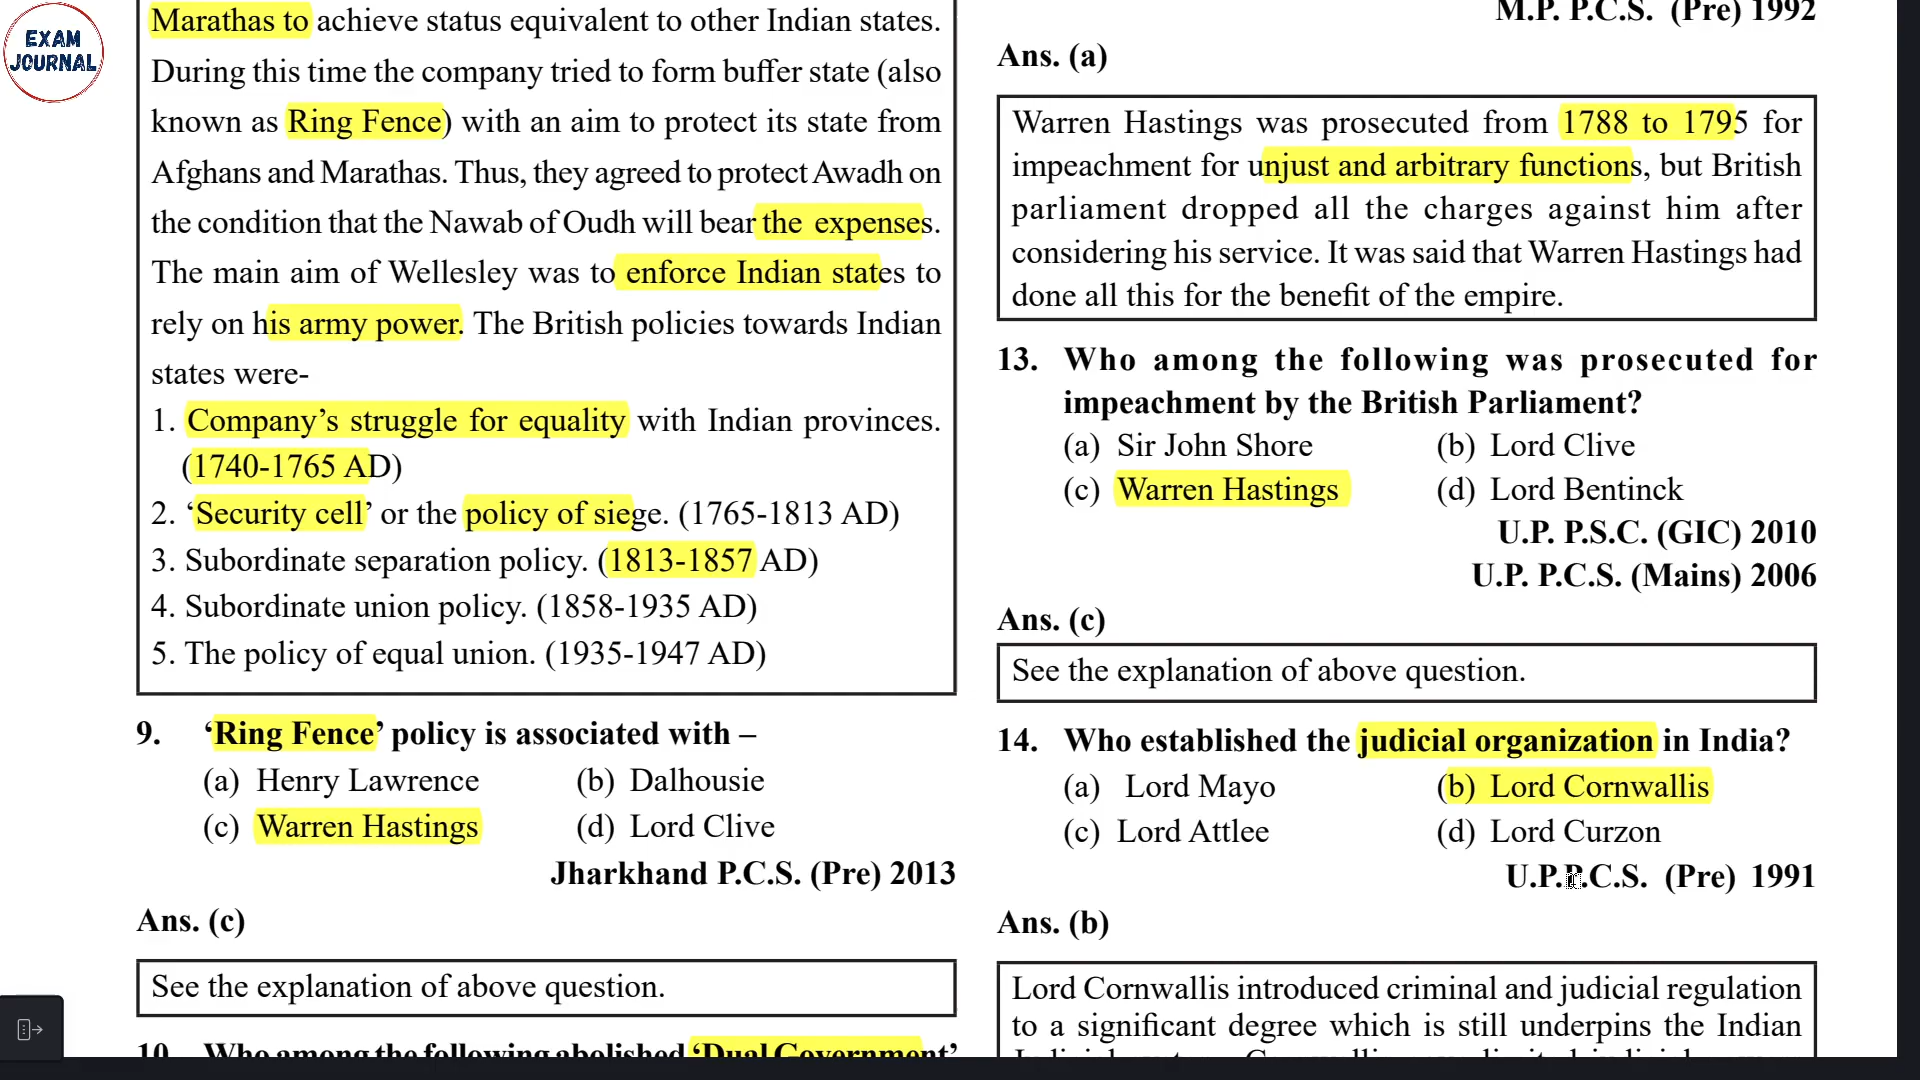 EXAM
JOURNAL
Marathas to achieve status equivalent to other Indian states.
During this time the company tried to form buffer state (also
known as Ring Fence) with an aim to protect its state from
Afghans and Marathas. Thus, they agreed to protect Awadh on
the condition that the Nawab of Oudh will bear the expenses.
The main aim of Wellesley was to enforce Indian states to
rely on his army power. The British policies towards Indian
states were-
1. Company’s struggle for equality with Indian provinces.
(1740-1765 AD)
2. ‘Security cell’ or the policy of siege. (1765-1813 AD)
3. Subordinate separation policy. (1813-1857 AD)
4. Subordinate union policy. (1858-1935 AD)
5. The policy of equal union. (1935-1947 AD)
9. ‘Ring Fence’ policy is associated with –
(a) Henry Lawrence (b) Dalhousie
(c) Warren Hastings (d) Lord Clive
Jharkhand P.C.S. (Pre) 2013
Ans. (c)
See the explanation of above question.
10. Who among the following abolished ‘Dual Government’
M.P. P.C.S. (Pre) 1992
Ans. (a)
Warren Hastings was prosecuted from 1788 to 1795 for
impeachment for unjust and arbitrary functions, but British
parliament dropped all the charges against him after
considering his service. It was said that Warren Hastings had
done all this for the benefit of the empire.
13. Who among the following was prosecuted for
impeachment by the British Parliament?
(a) Sir John Shore (b) Lord Clive
(c) Warren Hastings (d) Lord Bentinck
U.P. P.S.C. (GIC) 2010
U.P. P.C.S. (Mains) 2006
Ans. (c)
See the explanation of above question.
14. Who established the judicial organization in India?
(a) Lord Mayo (b) Lord Cornwallis
(c) Lord Attlee (d) Lord Curzon
U.P.P.C.S. (Pre) 1991
Ans. (b)
Lord Cornwallis introduced criminal and judicial regulation
to a significant degree which is still underpins the Indian